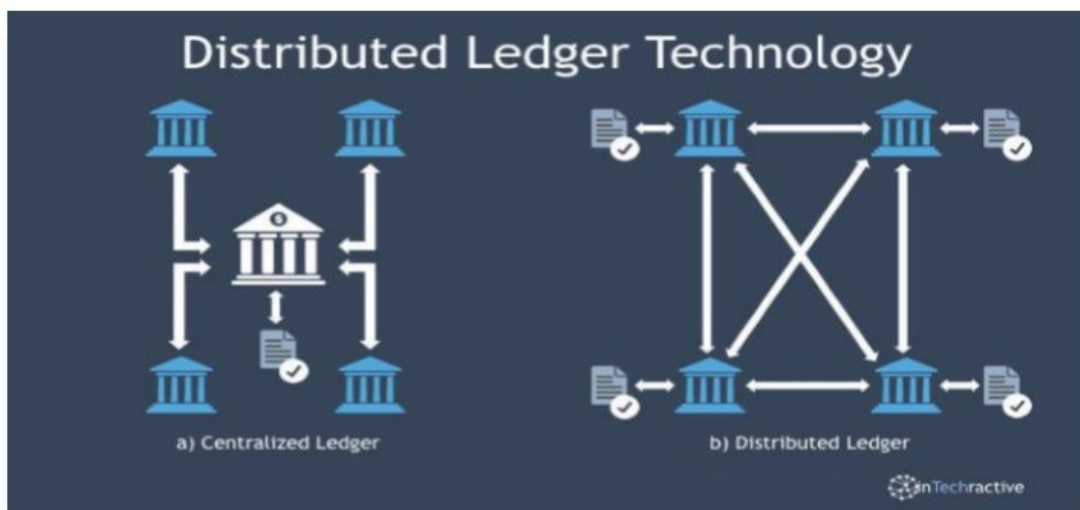 Distributed Ledger Technology
$
a) Centralized Ledger
b) Distributed Ledger
inTechractive